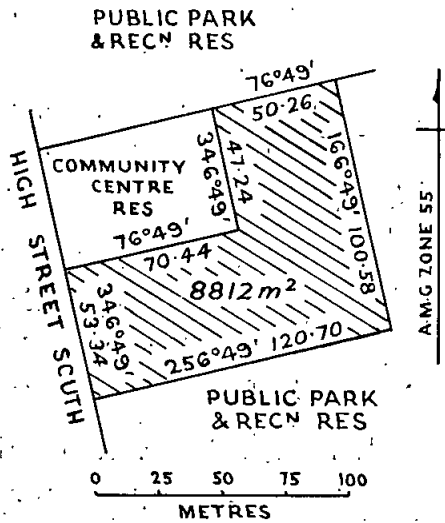 PUBLIC PARK
& RECᴺ RES
76°49'
50·26
HIGH STREET SOUTH
COMMUNITY
CENTRE
RES
346°49'
47·24
166°49' 100·58
76°49'
70·44
8812m²
346°49'
53·34
256°49' 120·70
A·M·G ZONE 55
PUBLIC PARK
& RECᴺ RES
0 25 50 75 100
METRES